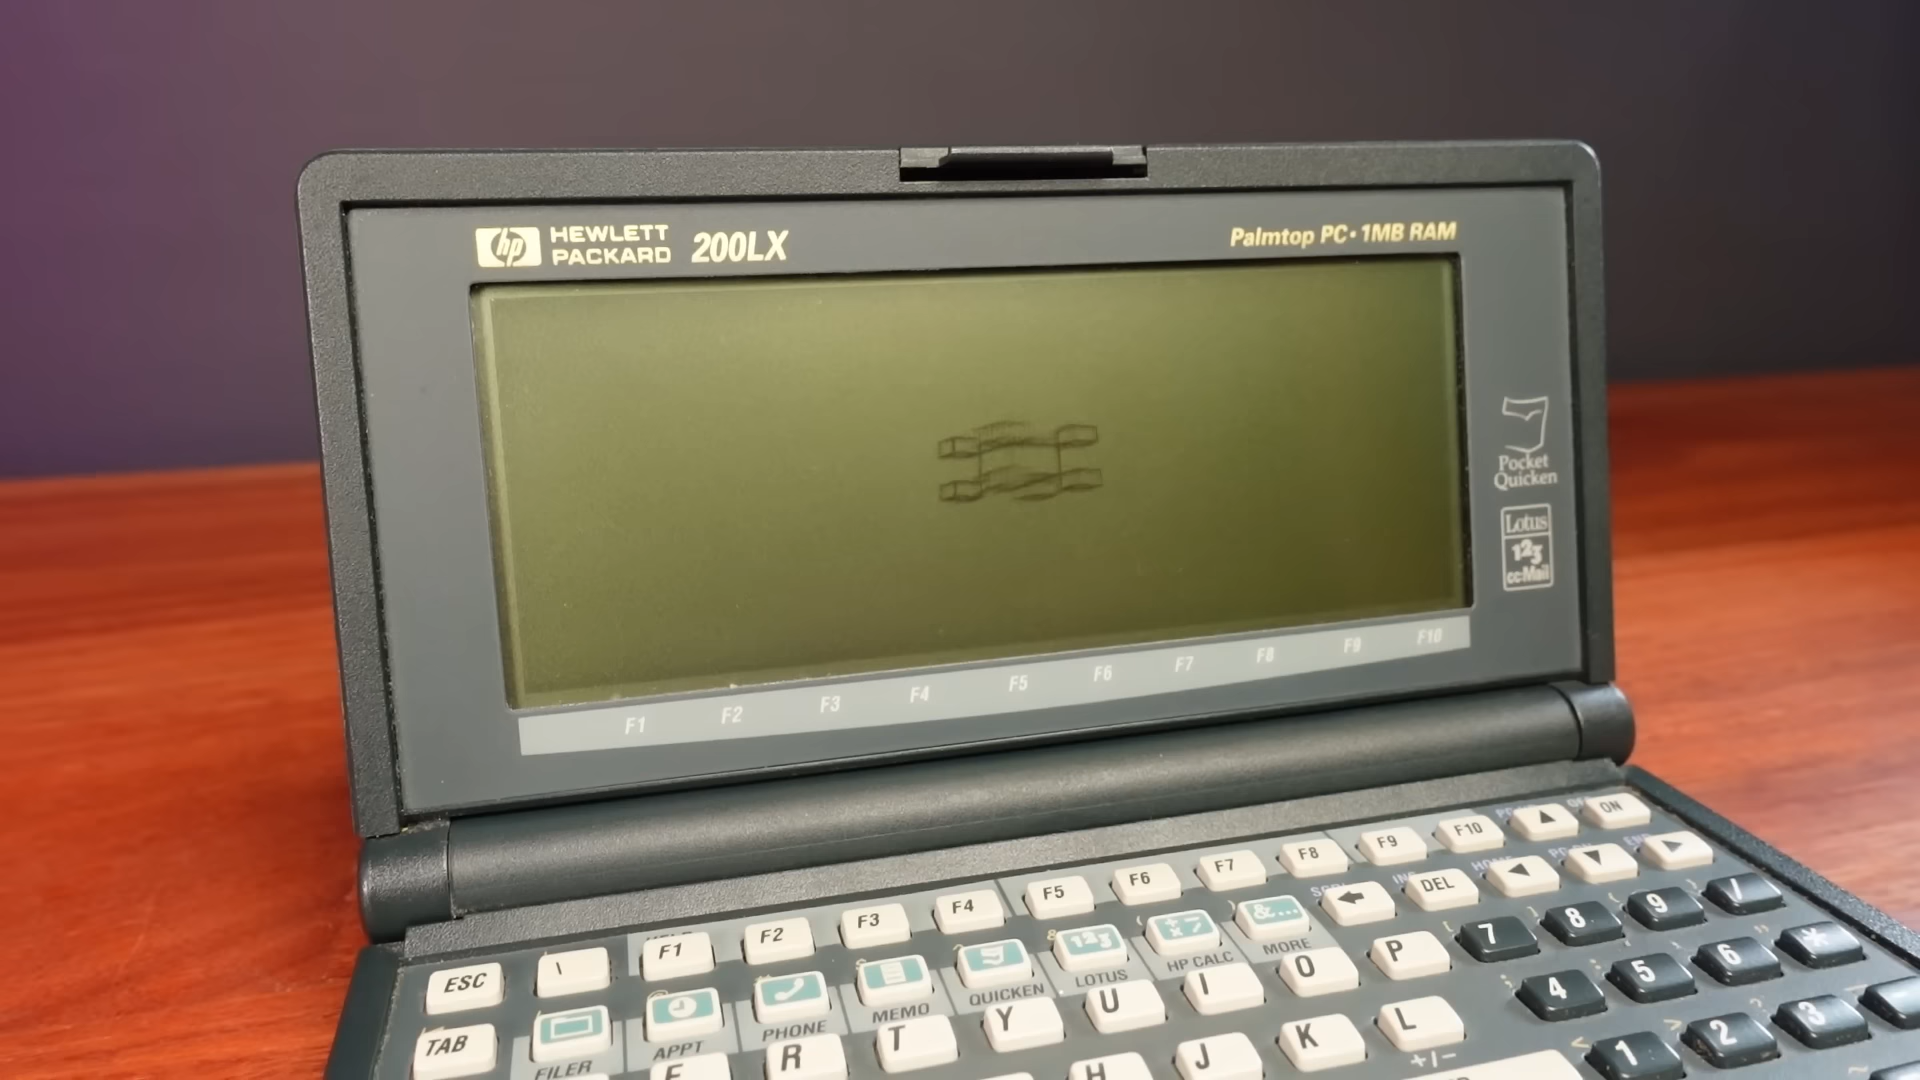 hp HEWLETT PACKARD 200LX
Palmtop PC• 1MB RAM
Pocket Quicken
Lotus
123
cc:Mail
F1 F2 F3 F4 F5 F6 F7 F8 F9 F10
ESC \ F1 F2 F3 F4 F5 F6 F7 F8 F9 F10 ▲ ON
&... ← DEL ◄ ▼ ►
FILER APPT PHONE MEMO QUICKEN 123 LOTUS HP CALC MORE
7 8 9 /
TAB E R T Y U I O P 4 5 6 *
H J K L 1 2 3
+/−